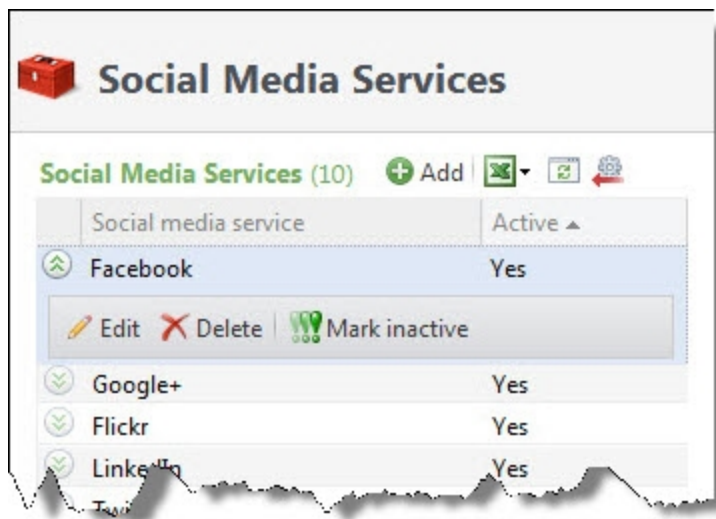 Social Media Services
Social Media Services (10) Add
Social media service Active
Facebook Yes
Edit Delete Mark inactive
Google+ Yes
Flickr Yes
LinkedIn Yes